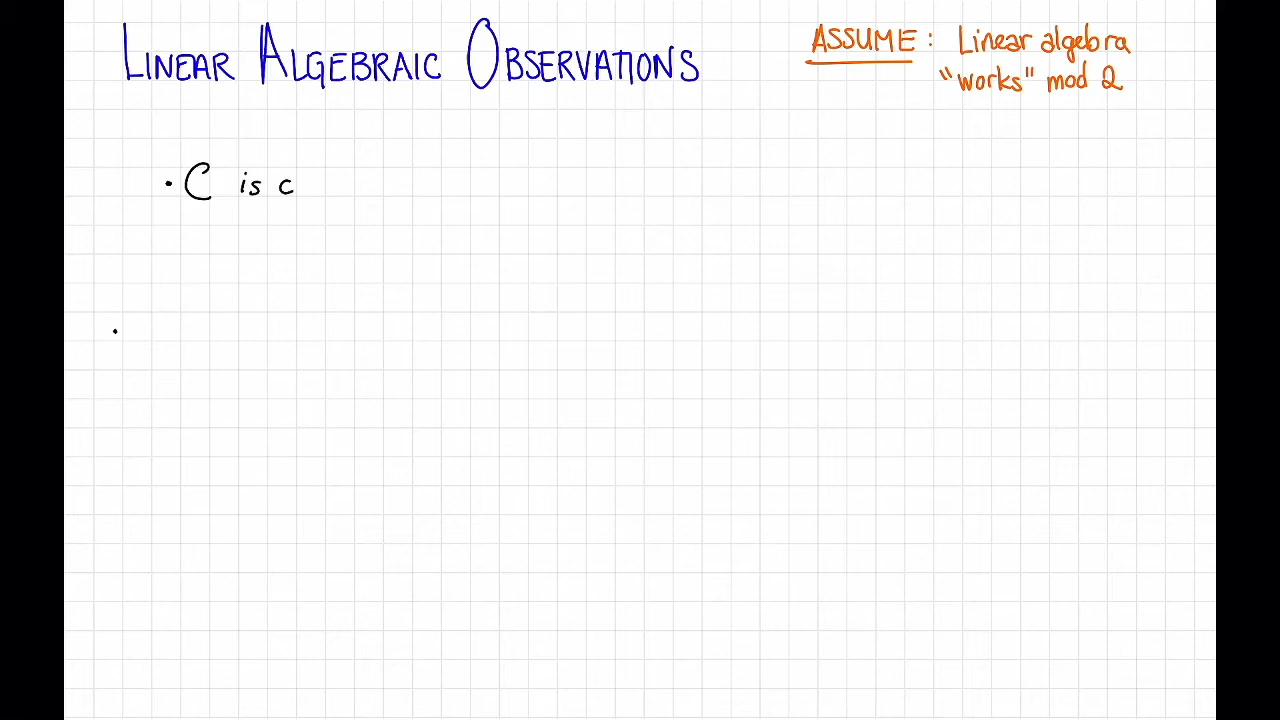 LINEAR ALGEBRAIC OBSERVATIONS
ASSUME: Linear algebra
"works" mod 2
• C is c
•